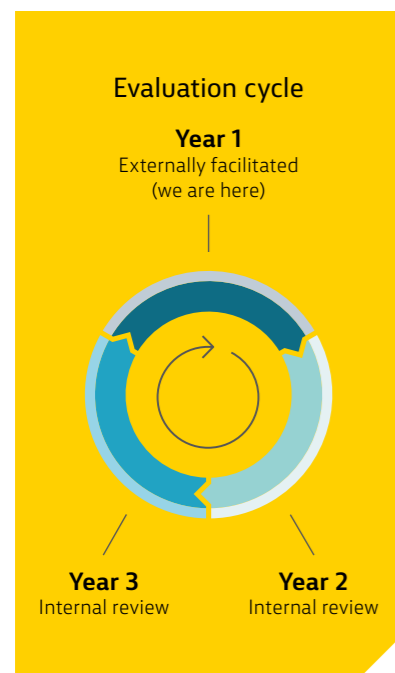 Evaluation cycle
Year 1
Externally facilitated
(we are here)
Year 3
Internal review
Year 2
Internal review